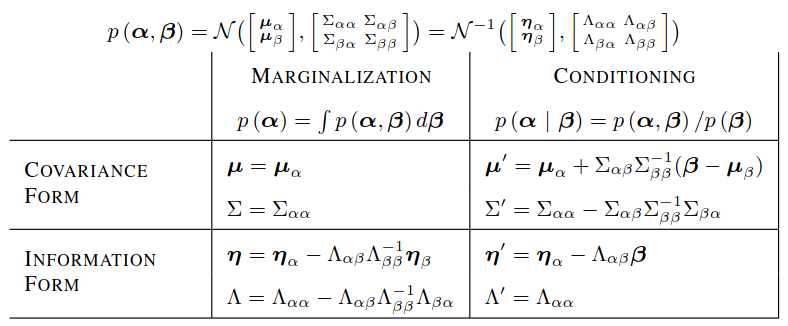 p (α, β) = 𝒩([μ_α μ_β], [Σ_αα Σ_αβ Σ_βα Σ_ββ]) = 𝒩⁻¹([η_α η_β], [Λ_αα Λ_αβ Λ_βα Λ_ββ])
MARGINALIZATION CONDITIONING
p (α) = ∫ p (α, β) dβ p (α | β) = p (α, β) /p (β)
COVARIANCE FORM
μ = μ_α μ′ = μ_α + Σ_αβ Σ_ββ⁻¹(β − μ_β)
Σ = Σ_αα Σ′ = Σ_αα − Σ_αβ Σ_ββ⁻¹ Σ_βα
INFORMATION FORM
η = η_α − Λ_αβ Λ_ββ⁻¹ η_β η′ = η_α − Λ_αβ β
Λ = Λ_αα − Λ_αβ Λ_ββ⁻¹ Λ_βα Λ′ = Λ_αα